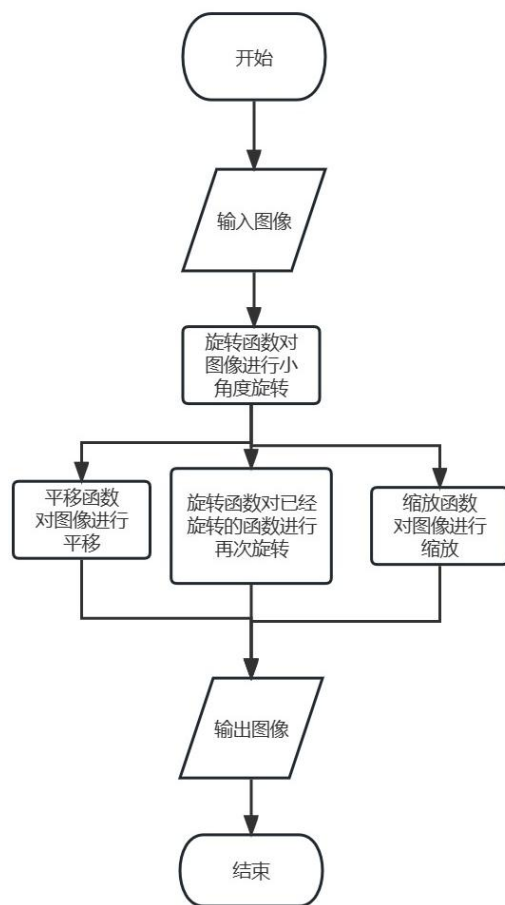 开始
输入图像
旋转函数对
图像进行小
角度旋转
平移函数
对图像进行
平移
旋转函数对已经
旋转的函数进行
再次旋转
缩放函数
对图像进行
缩放
输出图像
结束